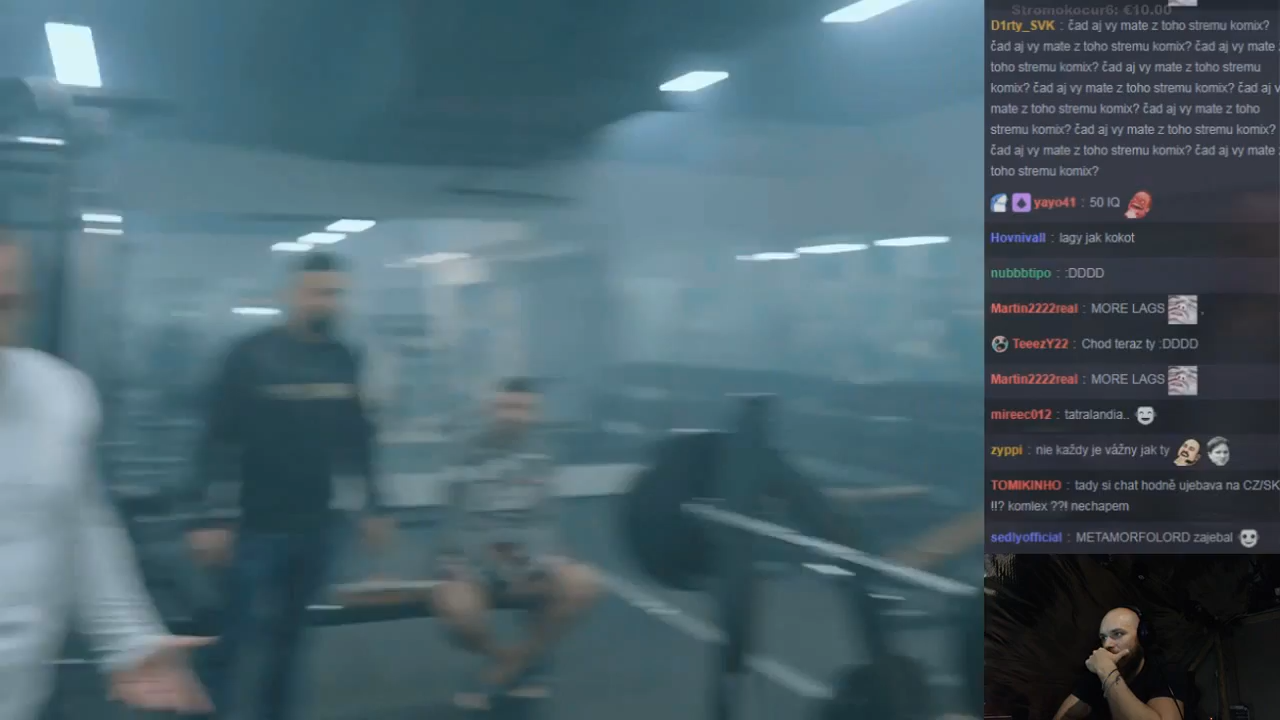 Stromokocur6: €10.00
D1rty_SVK : čad aj vy mate z toho stremu komix?
čad aj vy mate z toho stremu komix? čad aj vy mate z
toho stremu komix? čad aj vy mate z toho stremu
komix? čad aj vy mate z toho stremu komix? čad aj v
mate z toho stremu komix? čad aj vy mate z toho
stremu komix? čad aj vy mate z toho stremu komix?
čad aj vy mate z toho stremu komix? čad aj vy mate z
toho stremu komix?
yayo41 : 50 IQ
Hovnivall : lagy jak kokot
nubbbtipo : :DDDD
Martin2222real : MORE LAGS .
TeeezY22 : Chod teraz ty :DDDD
Martin2222real : MORE LAGS
mireec012 : tatralandia..
zyppi : nie každy je vážny jak ty
TOMIKINHO : tady si chat hodně ujebava na CZ/SK
!!? komlex ??! nechapem
sedlyofficial : METAMORFOLORD zajebal